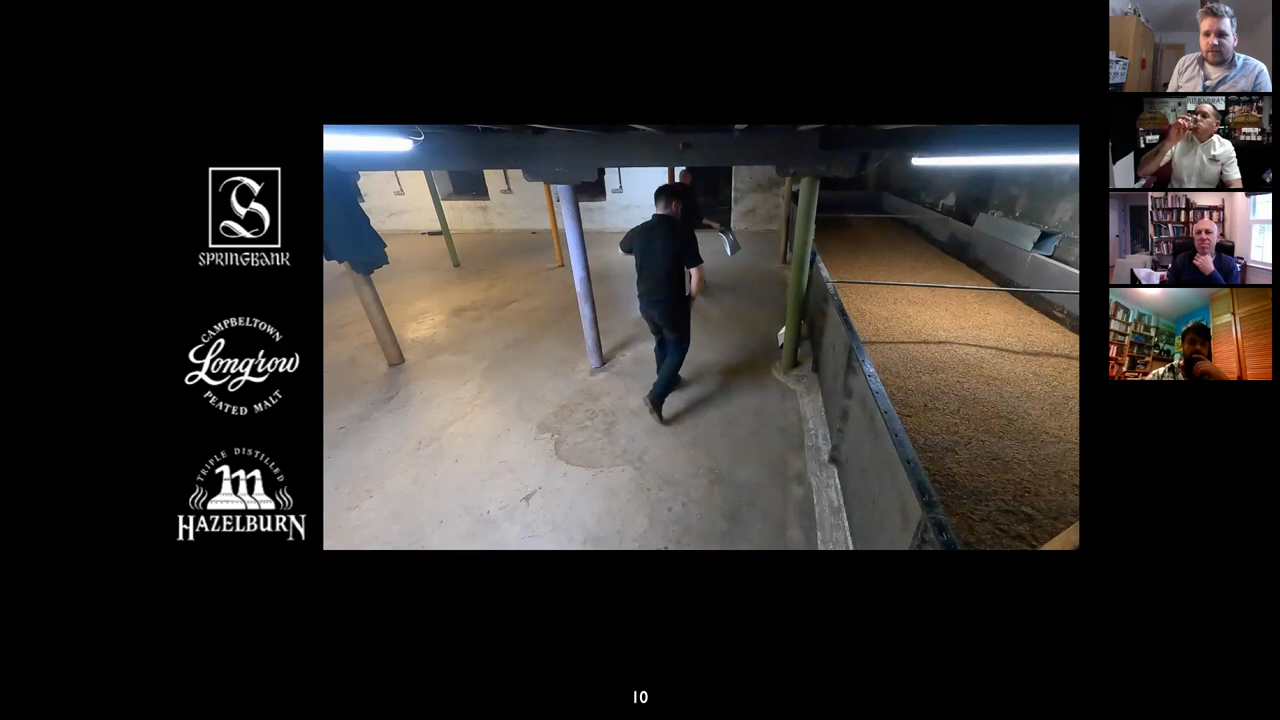 SPRINGBANK
CAMPBELTOWN
Longrow
PEATED MALT
TRIPLE DISTILLED
HAZELBURN
10